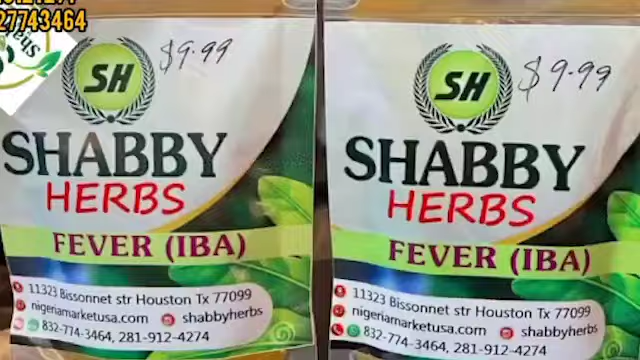 27743464
SH
$9.99
SHABBY
HERBS
FEVER (IBA)
11323 Bissonnet str Houston Tx 77099
nigeriamarketusa.com shabbyherbs
832-774-3464, 281-912-4274
SH
$9.99
SHABBY
HERBS
FEVER (IBA)
11323 Bissonnet str Houston Tx 77099
nigeriamarketusa.com shabbyherbs
832-774-3464, 281-912-4274